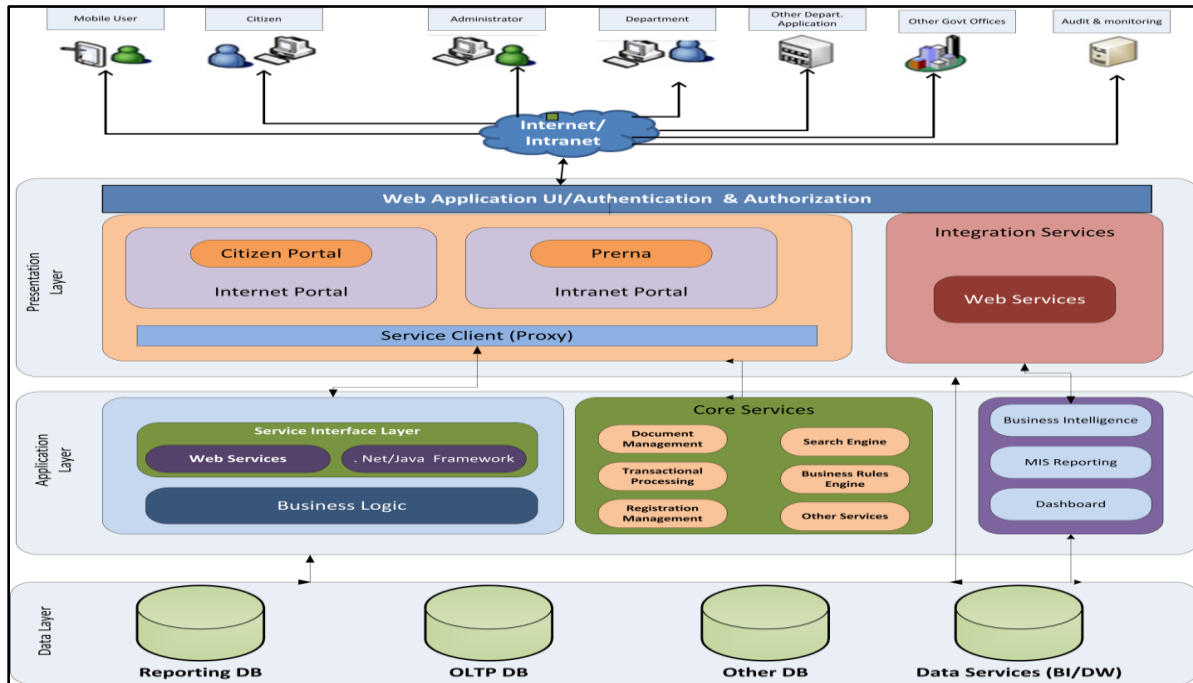 Mobile User
Citizen
Administrator
Department
Other Depart.
Application
Other Govt Offices
Audit & monitoring
Internet/
Intranet
Presentation
Layer
Web Application UI/Authentication & Authorization
Citizen Portal
Internet Portal
Prerna
Intranet Portal
Service Client (Proxy)
Integration Services
Web Services
Application
Layer
Service Interface Layer
Web Services
. Net/Java Framework
Business Logic
Core Services
Document
Management
Search Engine
Transactional
Processing
Business Rules
Engine
Registration
Management
Other Services
Business Intelligence
MIS Reporting
Dashboard
Data Layer
Reporting DB
OLTP DB
Other DB
Data Services (BI/DW)